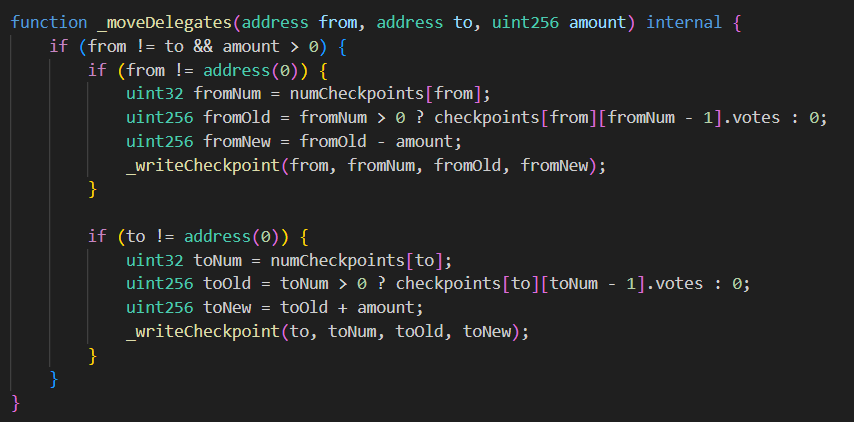 function _moveDelegates(address from, address to, uint256 amount) internal {
    if (from != to && amount > 0) {
        if (from != address(0)) {
            uint32 fromNum = numCheckpoints[from];
            uint256 fromOld = fromNum > 0 ? checkpoints[from][fromNum - 1].votes : 0;
            uint256 fromNew = fromOld - amount;
            _writeCheckpoint(from, fromNum, fromOld, fromNew);
        }

        if (to != address(0)) {
            uint32 toNum = numCheckpoints[to];
            uint256 toOld = toNum > 0 ? checkpoints[to][toNum - 1].votes : 0;
            uint256 toNew = toOld + amount;
            _writeCheckpoint(to, toNum, toOld, toNew);
        }
    }
}